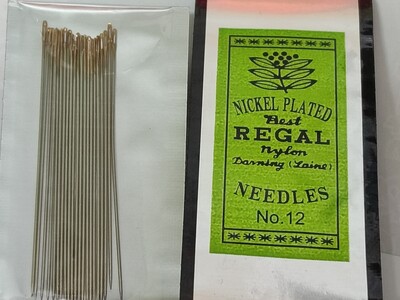 NICKEL PLATED
Best
REGAL
Nylon
Darning (Laine)
NEEDLES
No.12